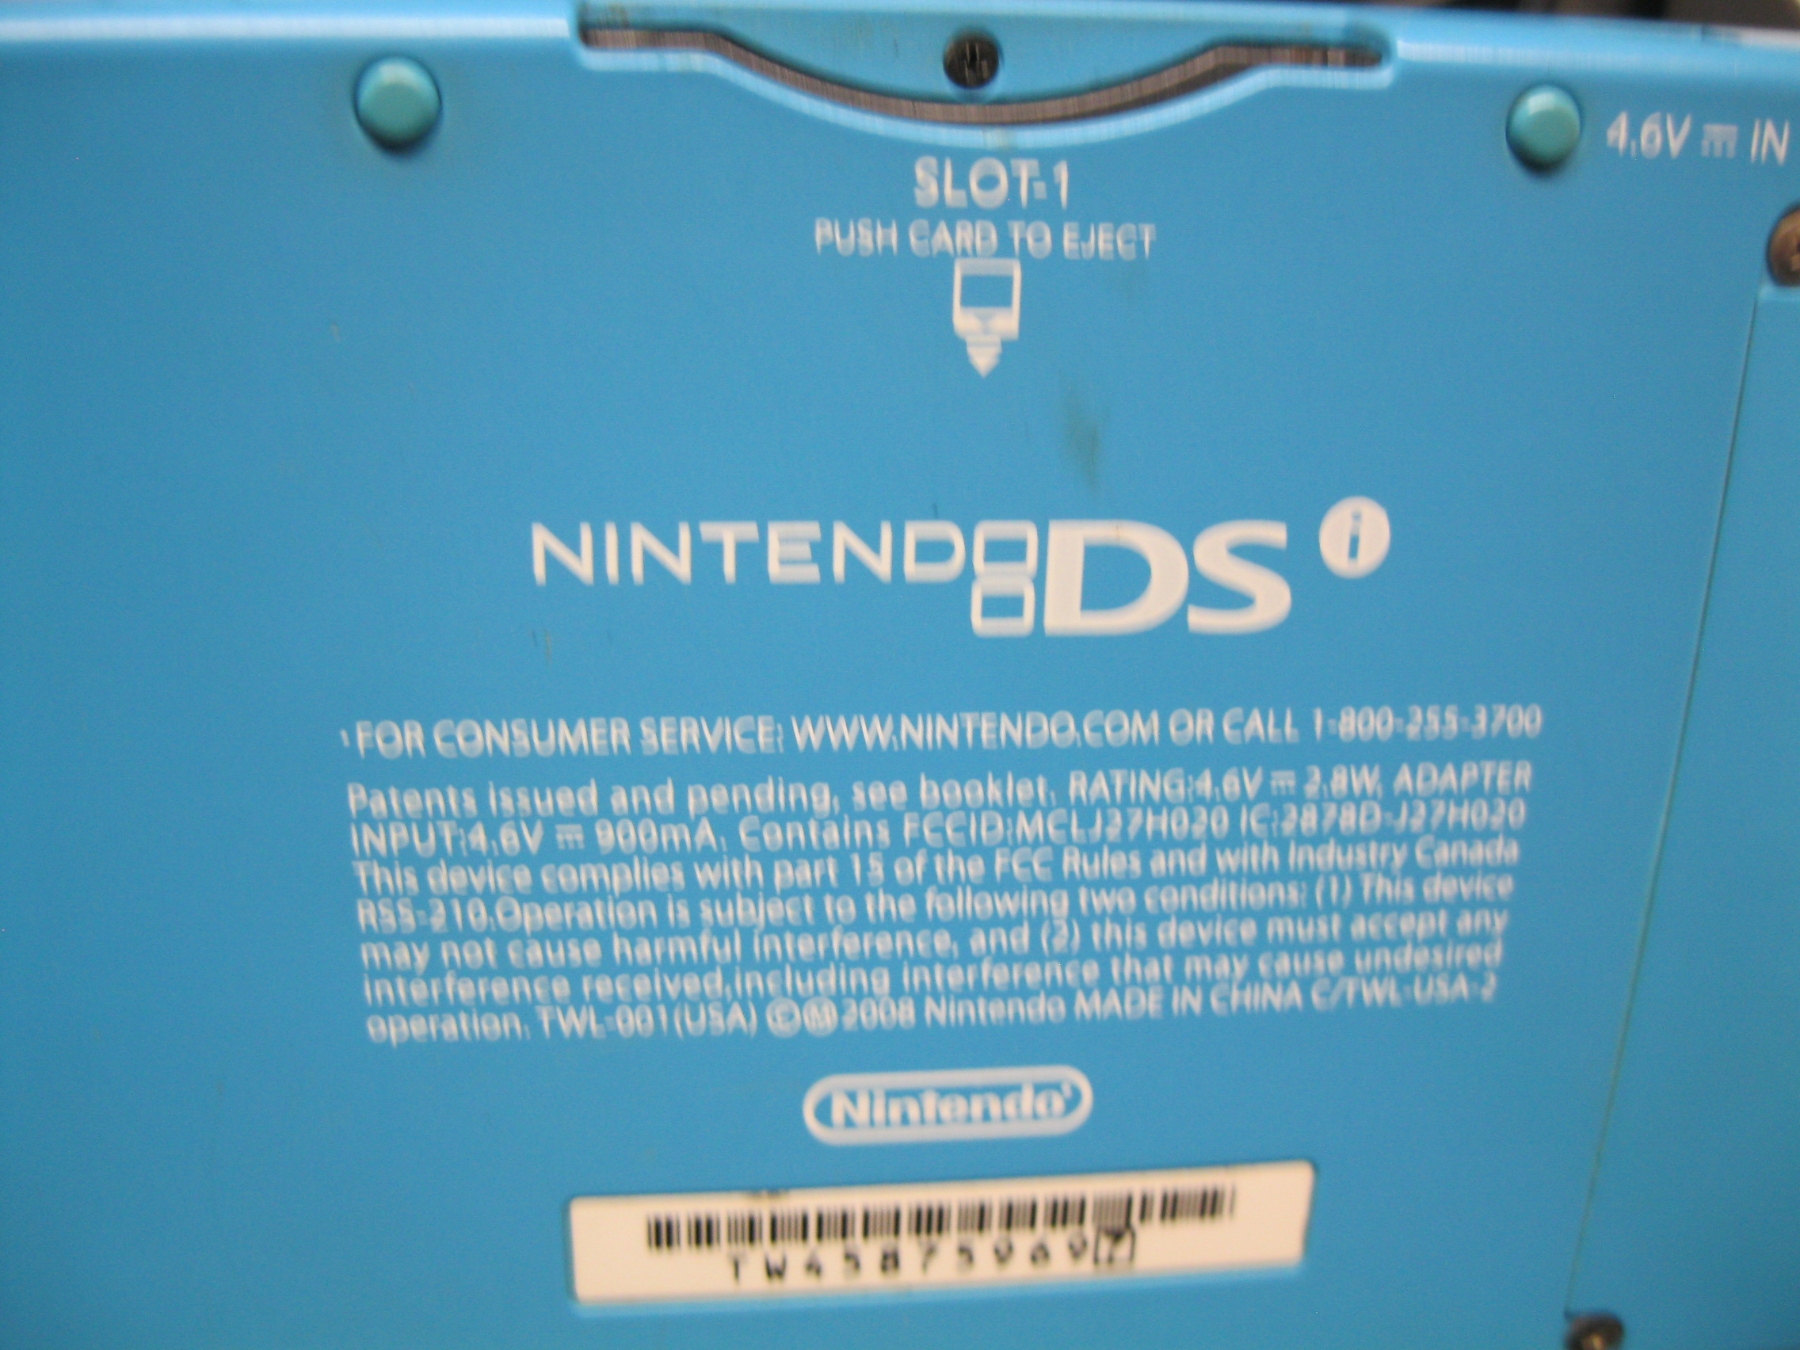 4.6V ⎓ IN
SLOT-1
PUSH CARD TO EJECT
NINTENDO DS i
FOR CONSUMER SERVICE: WWW.NINTENDO.COM OR CALL 1-800-255-3700
Patents issued and pending, see booklet. RATING:4.6V ⎓ 2.8W, ADAPTER
INPUT:4.6V ⎓ 900mA. Contains FCCID:MCLJ27H020 IC:2878D-J27H020
This device complies with part 15 of the FCC Rules and with Industry Canada
RSS-210.Operation is subject to the following two conditions: (1) This device
may not cause harmful interference, and (2) this device must accept any
interference received,including interference that may cause undesired
operation. TWL-001(USA) ©Ⓜ 2008 Nintendo MADE IN CHINA C/TWL-USA-2
Nintendo